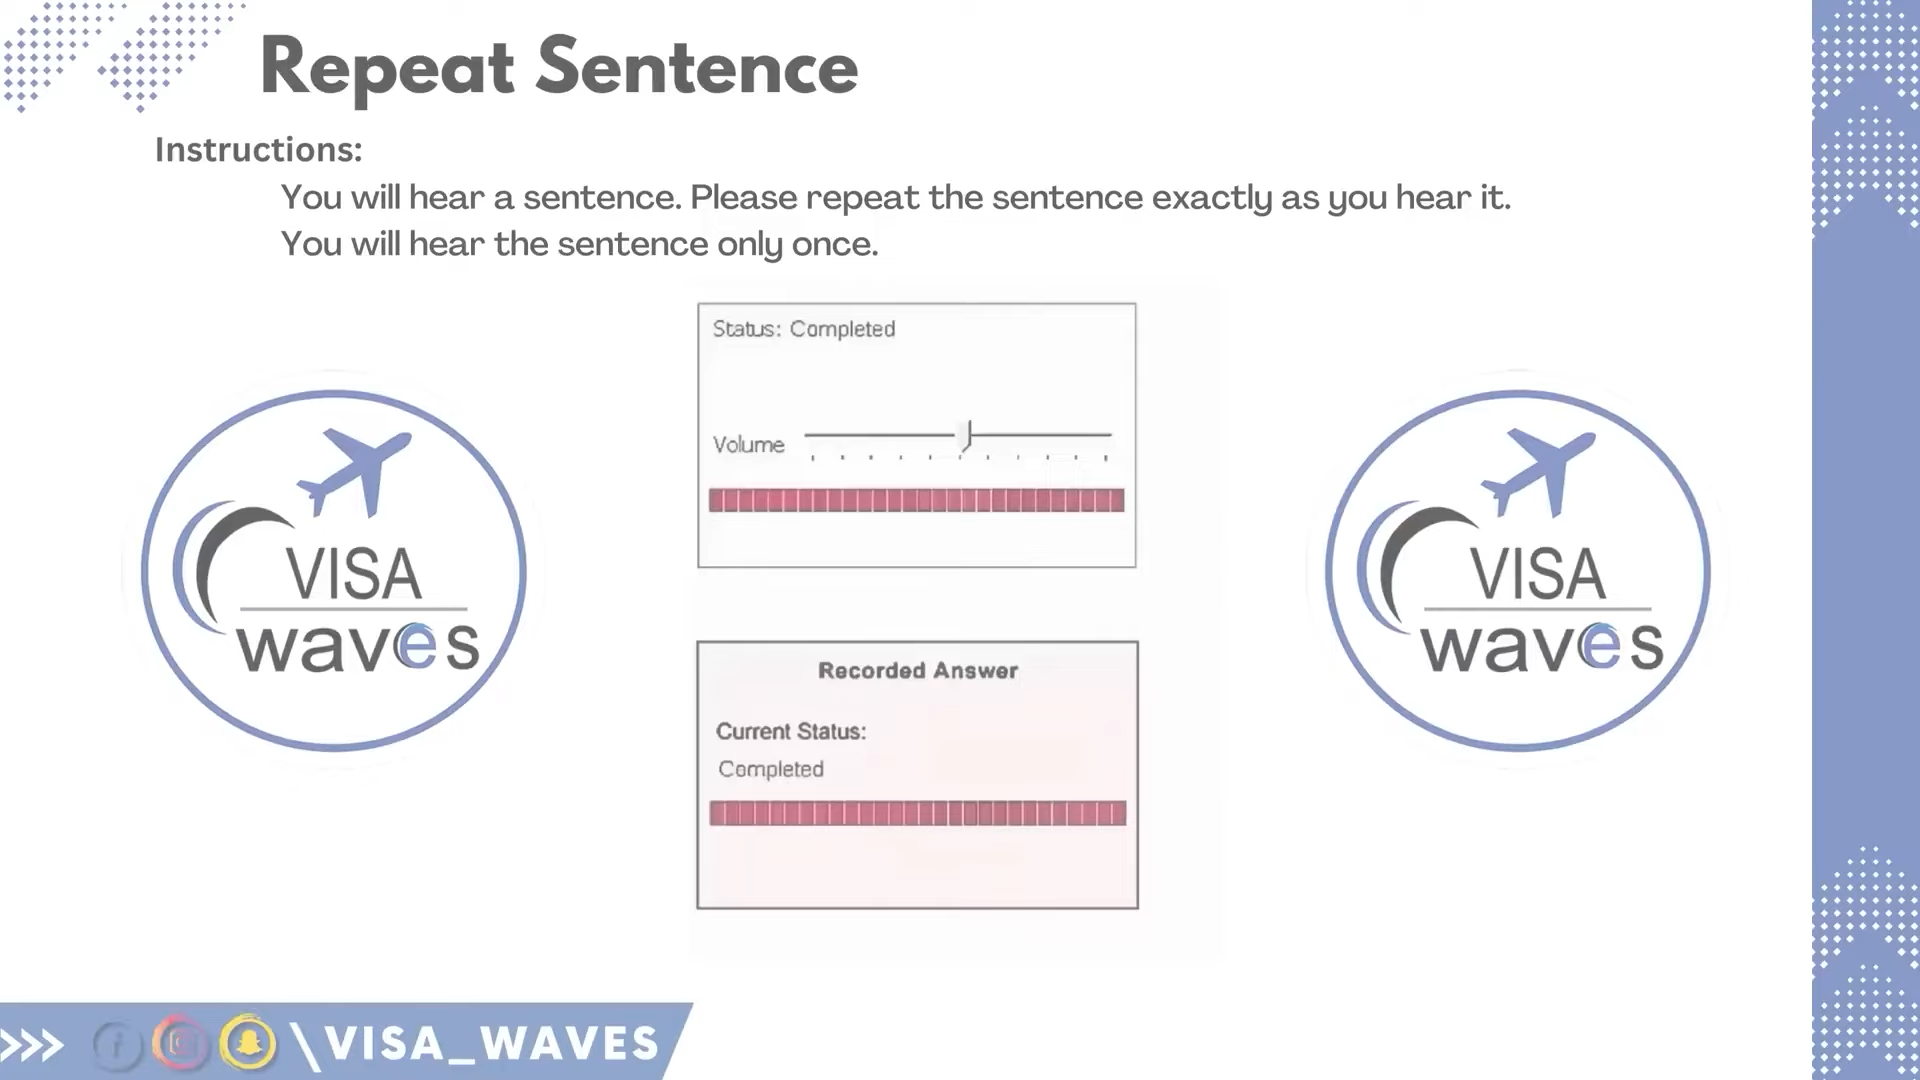 Repeat Sentence
Instructions:
You will hear a sentence. Please repeat the sentence exactly as you hear it.
You will hear the sentence only once.
Status: Completed
Volume
VISA
waves
Recorded Answer
Current Status:
Completed
VISA
waves
\VISA_WAVES